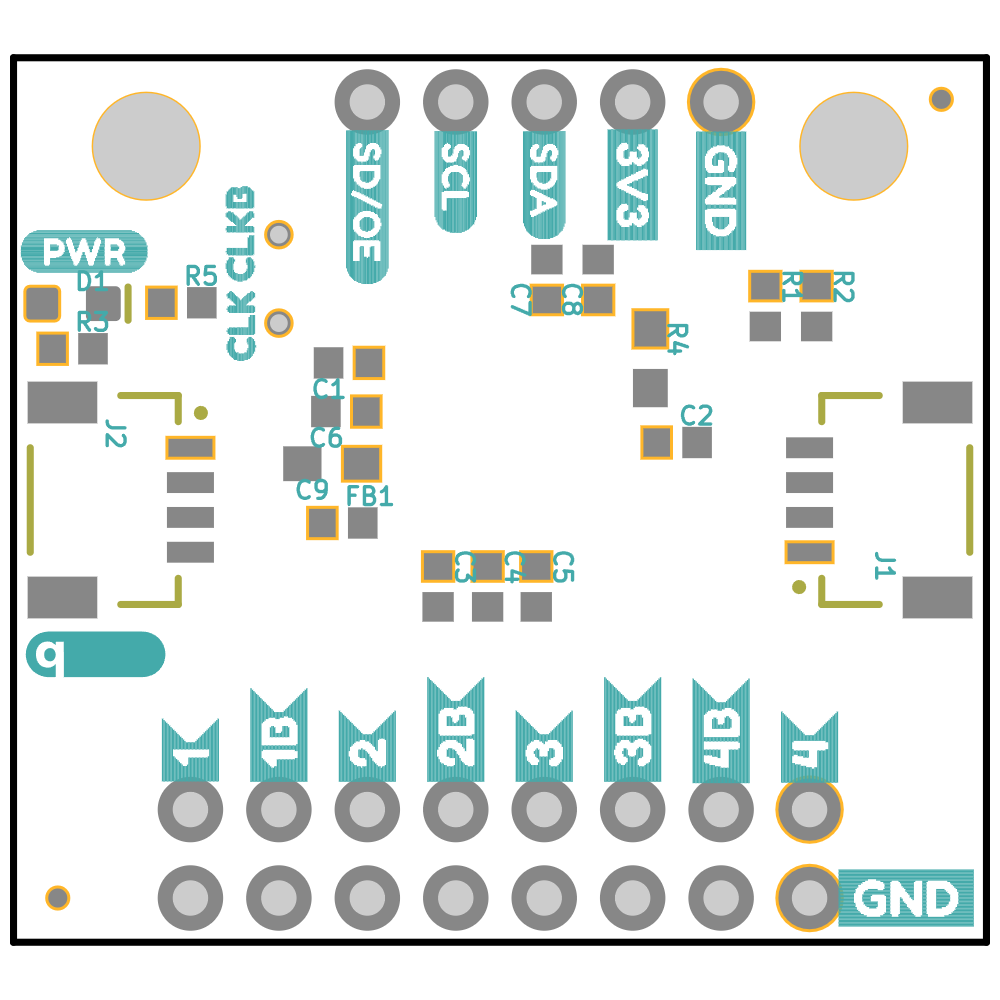 SD/OE
SCL
SDA
3V3
GND
CLKB
PWR
D1
R5
CLK
R3
C7
C8
R1
R2
R4
C1
C2
J2
C6
C9
FB1
C3
C4
C5
J1
q
1
1B
2
2B
3
3B
4B
4
GND